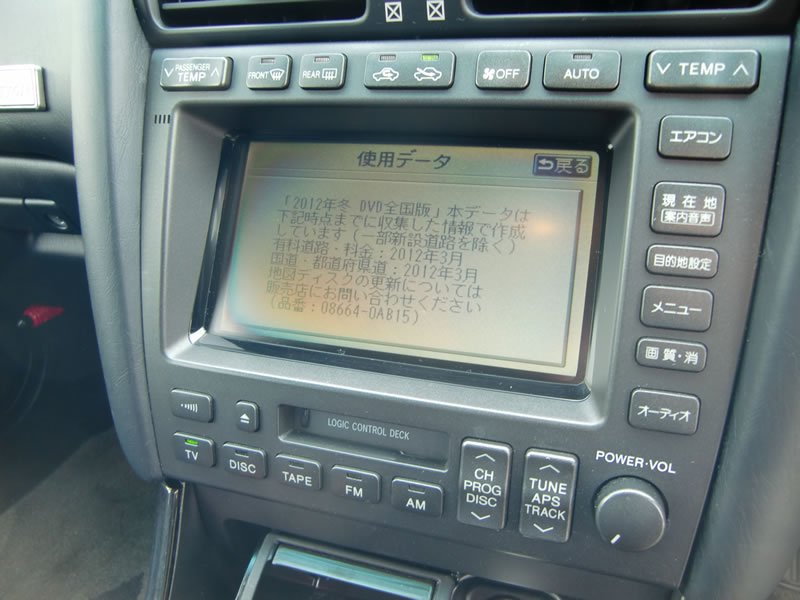 PASSENGER
∨ TEMP ∧
FRONT
REAR
OFF
AUTO
∨ TEMP ∧
エアコン
現在地
案内音声
目的地設定
メニュー
画質・消
オーディオ
使用データ
戻る
「2012年冬 DVD全国版」本データは
下記時点までに収集した情報で作成
しています(一部新設道路を除く)
有料道路・料金:2012年3月
国道・都道府県道:2012年3月
地図ディスクの更新については
販売店にお問い合わせください
(品番:08664-0AB15)
LOGIC CONTROL DECK
TV
DISC
TAPE
FM
AM
CH
PROG
DISC
TUNE
APS
TRACK
POWER・VOL